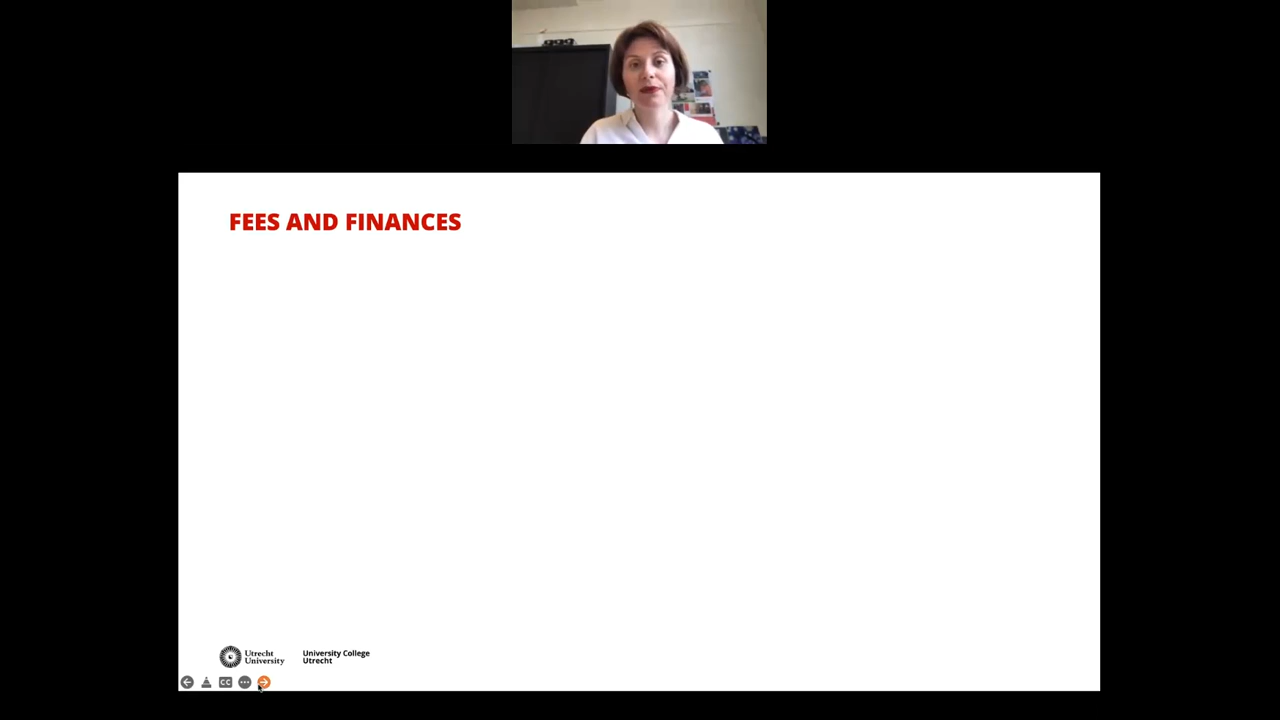 FEES AND FINANCES
Utrecht
University
University College
Utrecht
CC